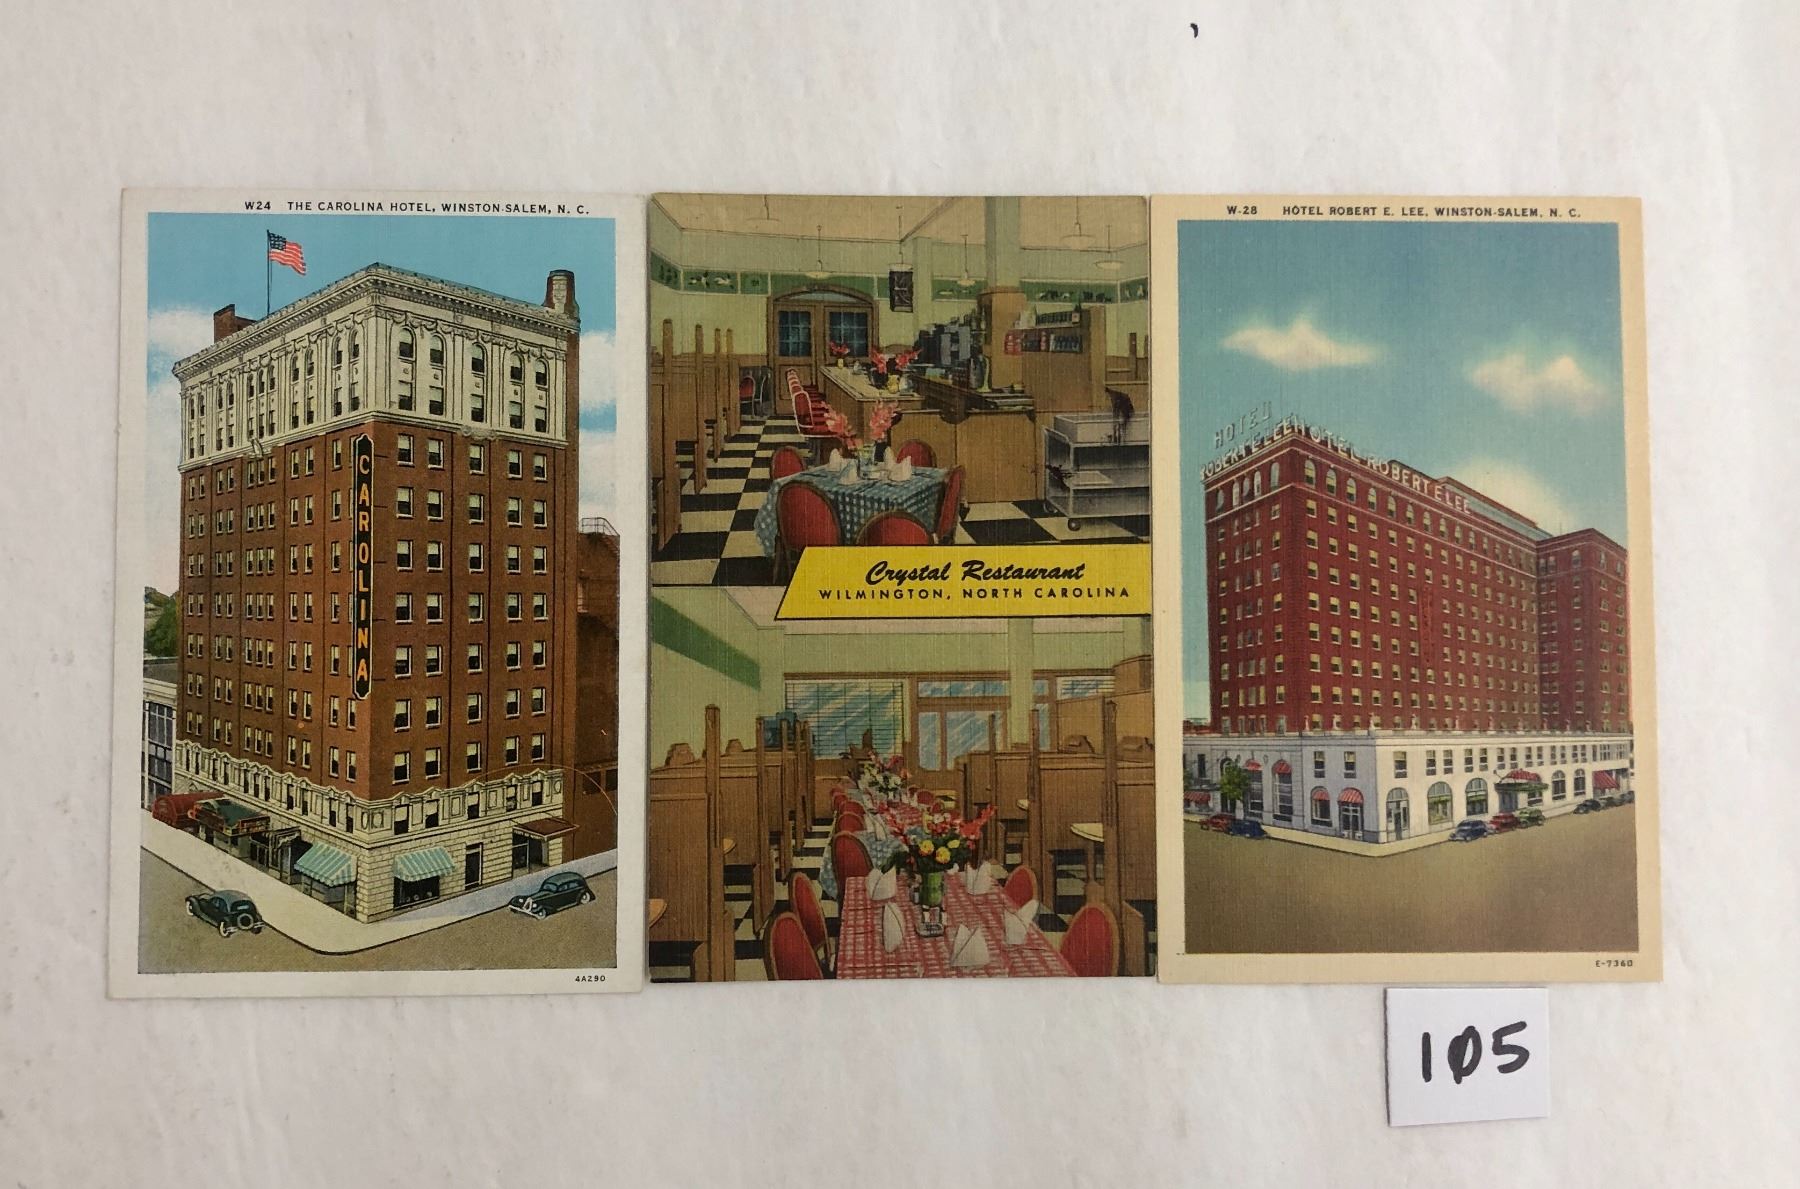 W24 THE CAROLINA HOTEL, WINSTON-SALEM, N. C.
CAROLINA
4A290
Crystal Restaurant
WILMINGTON, NORTH CAROLINA
W-28 HOTEL ROBERT E. LEE, WINSTON-SALEM, N. C.
HOTEL
ROBERT E LEE
HOTEL ROBERT E LEE
E-7360
105